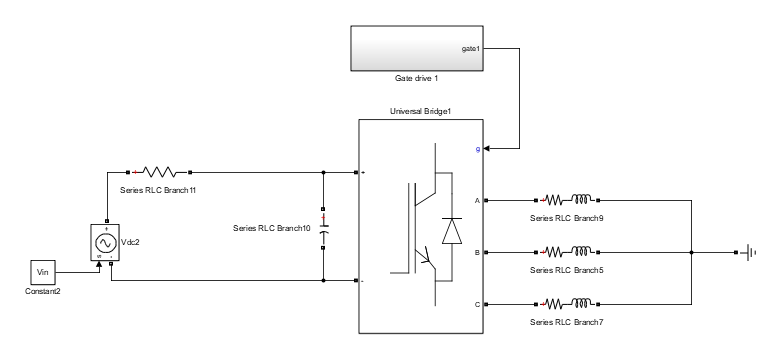 gate1
Gate drive 1
Universal Bridge1
g
+
Series RLC Branch11
+
+
A
+
Series RLC Branch9
+
Series RLC Branch10
+
Vdc2
s
-
B
+
Series RLC Branch5
Vin
Constant2
-
C
+
Series RLC Branch7